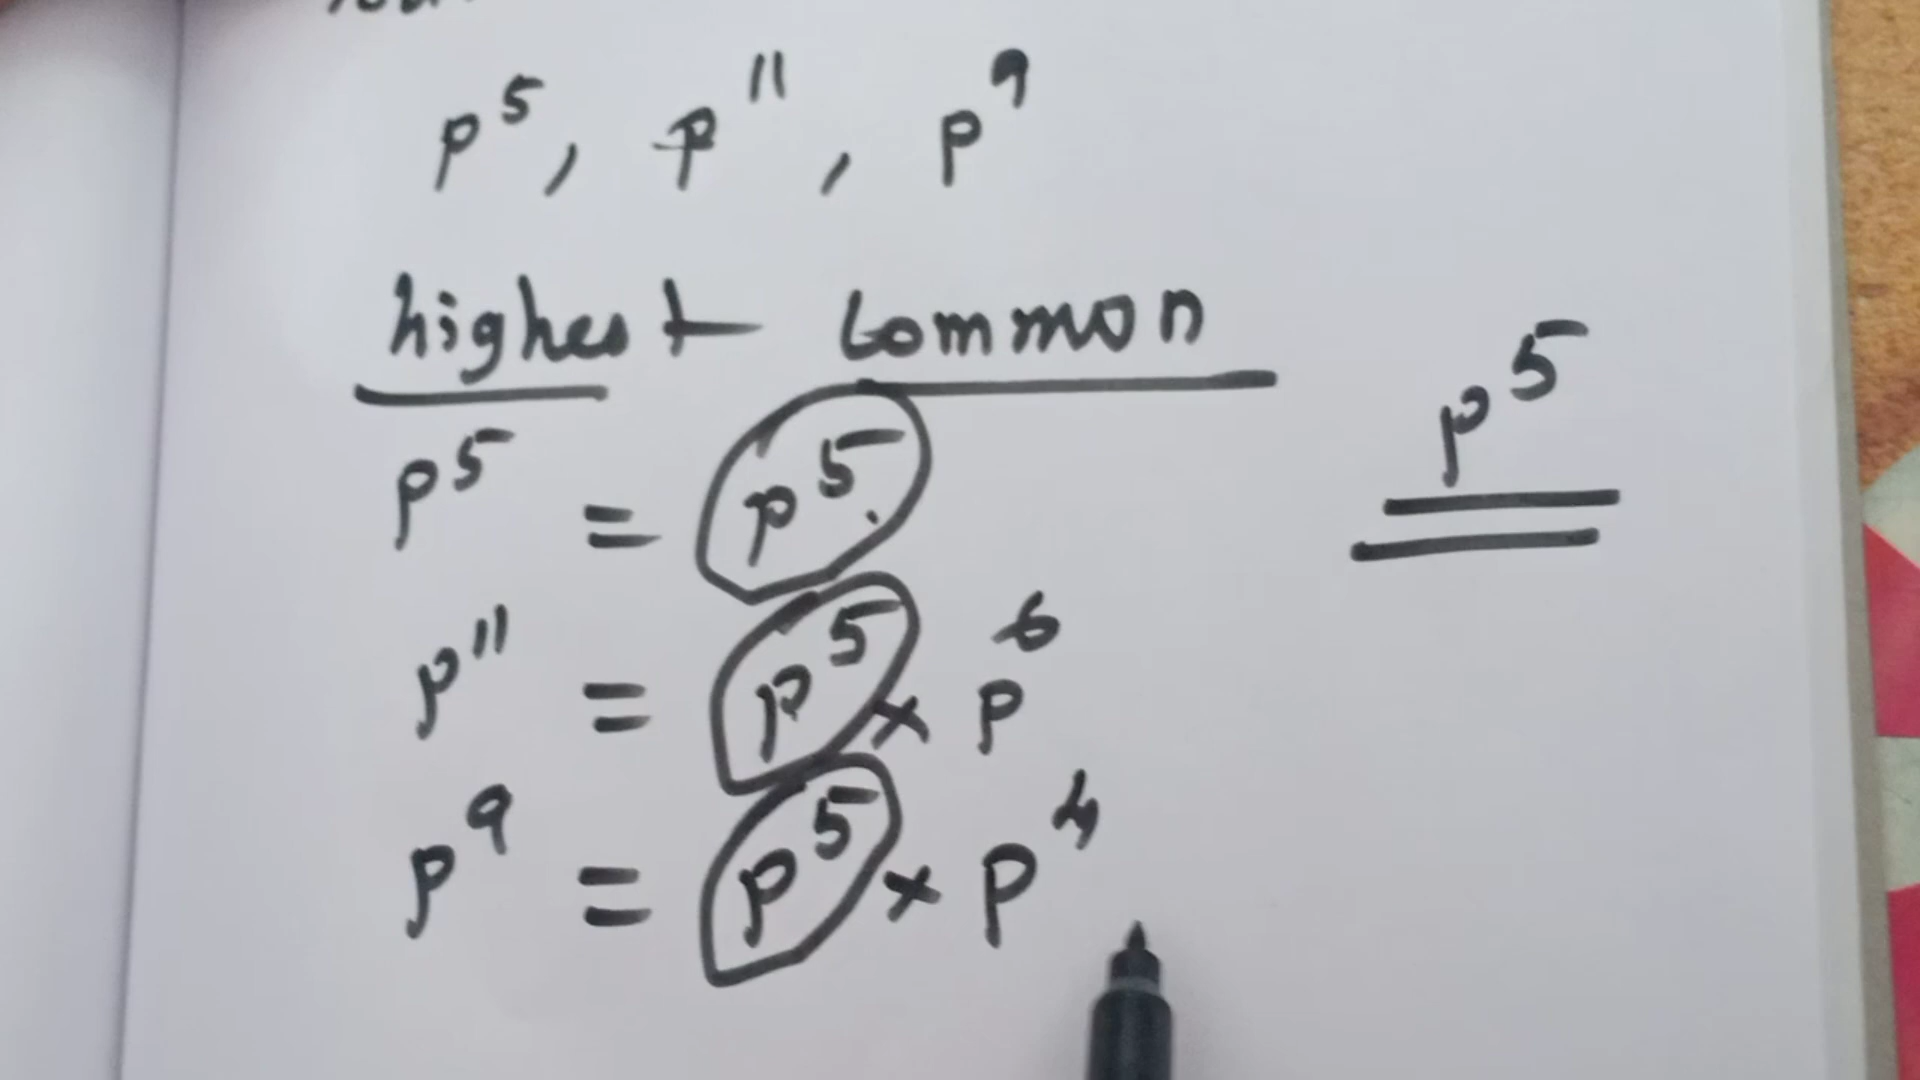 p⁵, p¹¹, p⁹
highest common
p⁵ = p⁵.
p⁵
p¹¹ = p⁵ × p⁶
p⁹ = p⁵ × p⁴